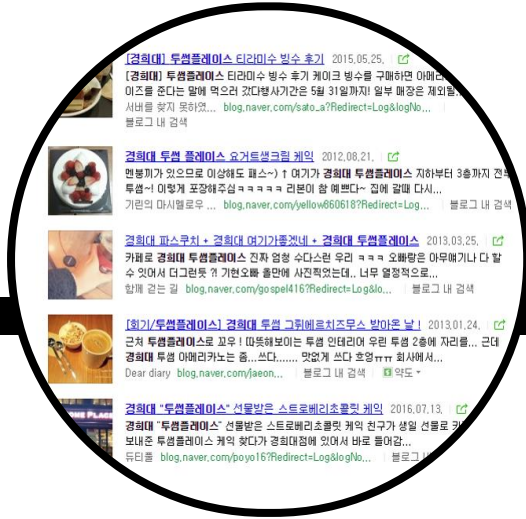 [경희대] 투썸플레이스 티라미수 빙수 후기 2015.05.25.
[경희대] 투썸플레이스 티라미수 빙수 후기 케이크 빙수를 구매하면 아메리
이즈를 준다는 말에 먹으러 갔다행사기간은 5월 31일까지! 일부 매장은 제외될..
서버를 찾지 못하였... blog.naver.com/sato_a?Redirect=Log&logNo...
블로그 내 검색
경희대 투썸 플레이스 요거트생크림 케익 2012.08.21.
멘붕끼가 있으므로 이상해도 패스~) ↑ 여기가 경희대 투썸플레이스 지하부터 3층까지 전부
투썸~! 이렇게 포장해주심ㅋㅋㅋㅋㅋ 리본이 참 예쁘다~ 집에 갈때 다시...
기린의 마시멜로우 ... blog.naver.com/yellow860618?Redirect=Log... 블로그 내 검색
경희대 파스쿠치 + 경희대 여기가좋겠네 + 경희대 투썸플레이스 2013.03.25.
카페로 경희대 투썸플레이스 진짜 엄청 수다스런 우리 ㅋㅋㅋ 오빠랑은 아무얘기나 다 할
수 있어서 더그런듯 ? 기현오빠 줌만에 사진찍었는데.. 너무 열정적으로...
함께 걷는 길 blog.naver.com/gospel416?Redirect=Log&lo... 블로그 내 검색
[회기/투썸플레이스] 경희대 투썸 그뤼에르치즈무스 받아온 날! 2013.01.24.
근처 투썸플레이스로 꼬우! 따뜻해보이는 투썸 인테리어 우린 투썸 2층에 자리를... 근데
경희대 투썸 아메리카노는 좀...쓰다....... 맛없게 쓰다 흐엉ㅠㅠ 회사에서...
Dear diary blog.naver.com/jaeon... 블로그 내 검색 약도
경희대 "투썸플레이스" 선물받은 스트로베리초콜릿 케익 2016.07.13.
경희대 "투썸플레이스" 선물받은 스트로베리초콜릿 케익 친구가 생일 선물로
보내준 투썸플레이스 케익 찾다가 경희대점에 있어서 바로 들어감...
듀티풀 blog.naver.com/poyo16?Redirect=Log&logNo... 블로그